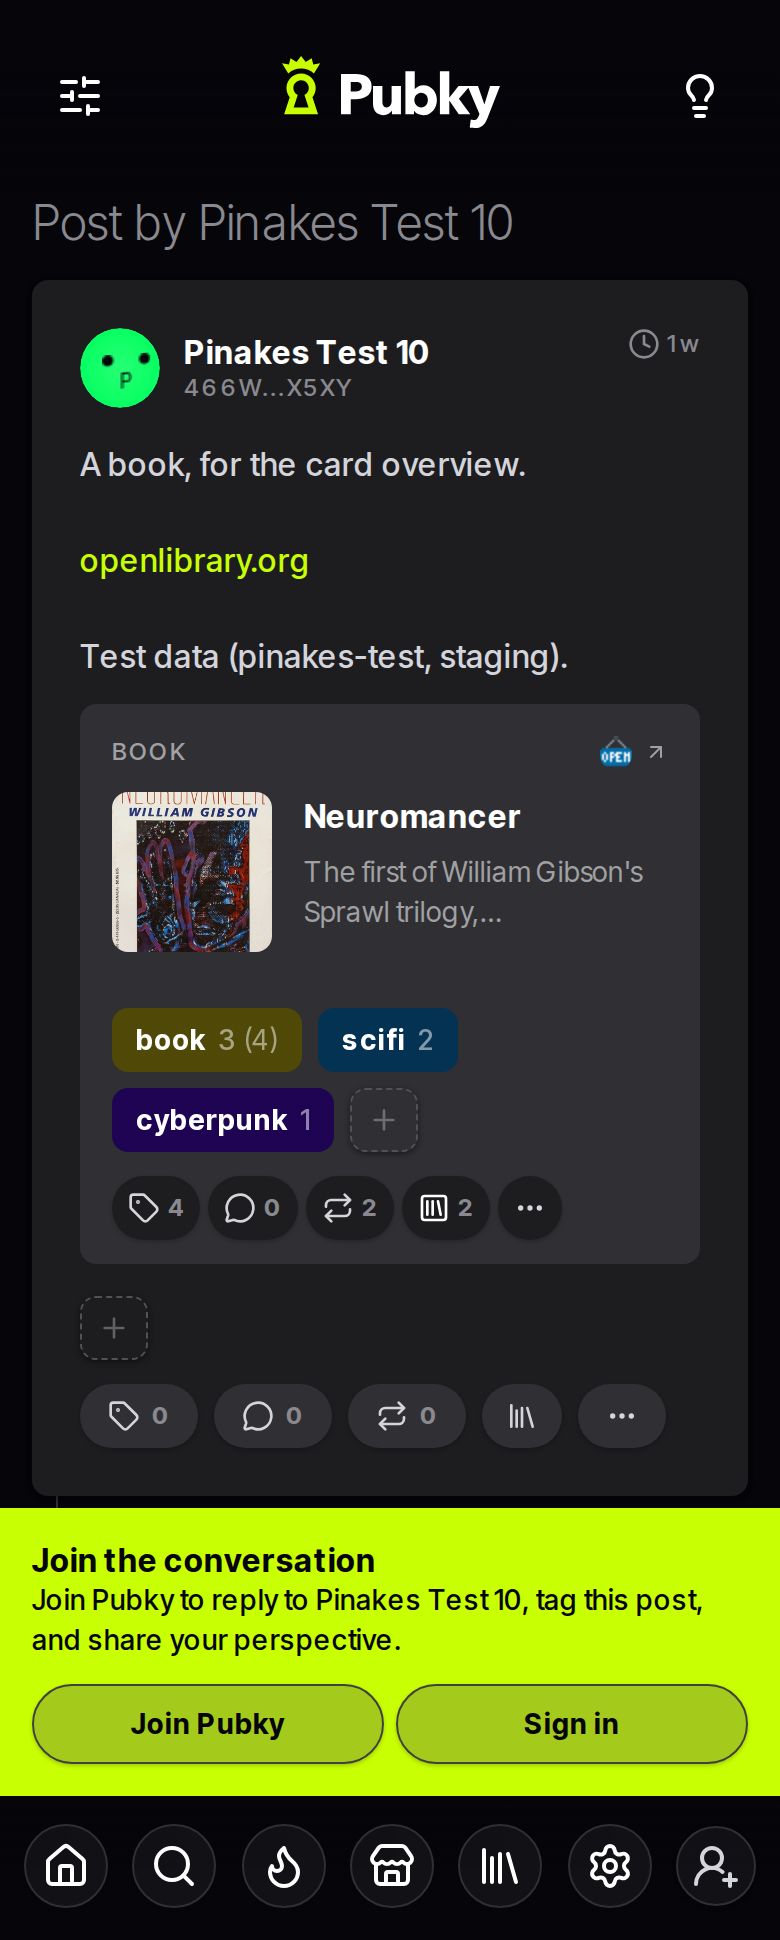 Pubky
Post by Pinakes Test 10
Pinakes Test 10
466W...X5XY
1w
A book, for the card overview.
openlibrary.org
Test data (pinakes-test, staging).
BOOK
OPEN
NEUROMANCER
WILLIAM GIBSON
Neuromancer
The first of William Gibson's
Sprawl trilogy,...
book 3 (4)
scifi 2
cyberpunk 1
4 0 2 2
0 0 0
Join the conversation
Join Pubky to reply to Pinakes Test 10, tag this post,
and share your perspective.
Join Pubky
Sign in